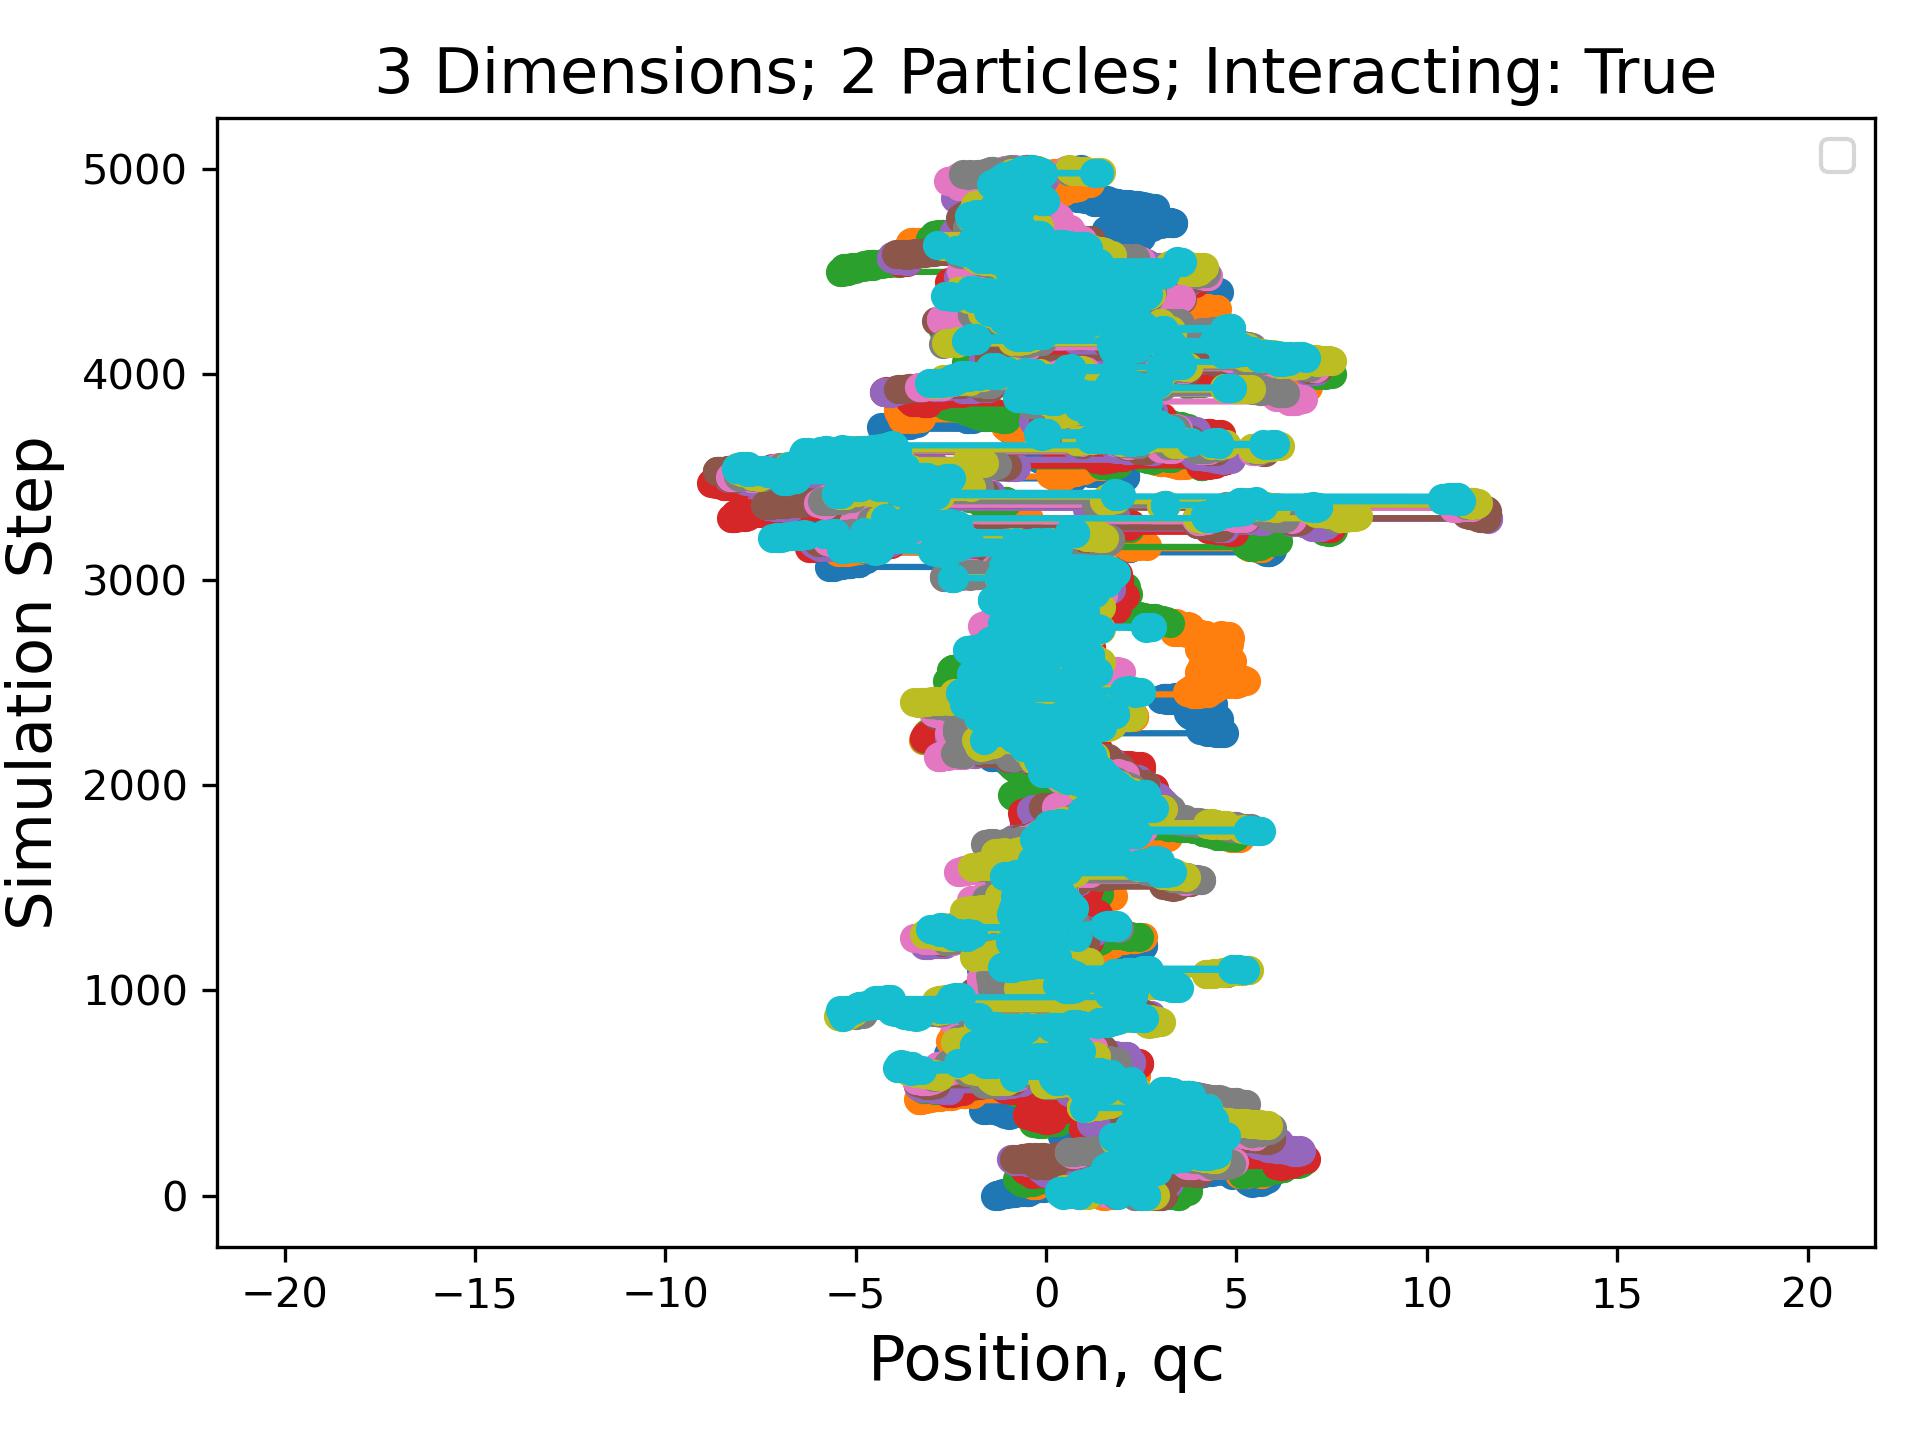 3 Dimensions; 2 Particles; Interacting: True
Simulation Step
5000
4000
3000
2000
1000
0
−20 −15 −10 −5 0 5 10 15 20
Position, qc